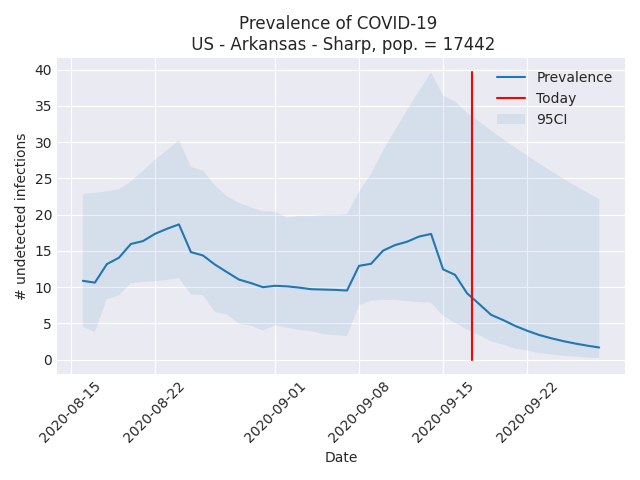 Prevalence of COVID-19
US - Arkansas - Sharp, pop. = 17442
# undetected infections
40
35
30
25
20
15
10
5
0
Prevalence
Today
95CI
2020-08-15
2020-08-22
2020-09-01
2020-09-08
2020-09-15
2020-09-22
Date